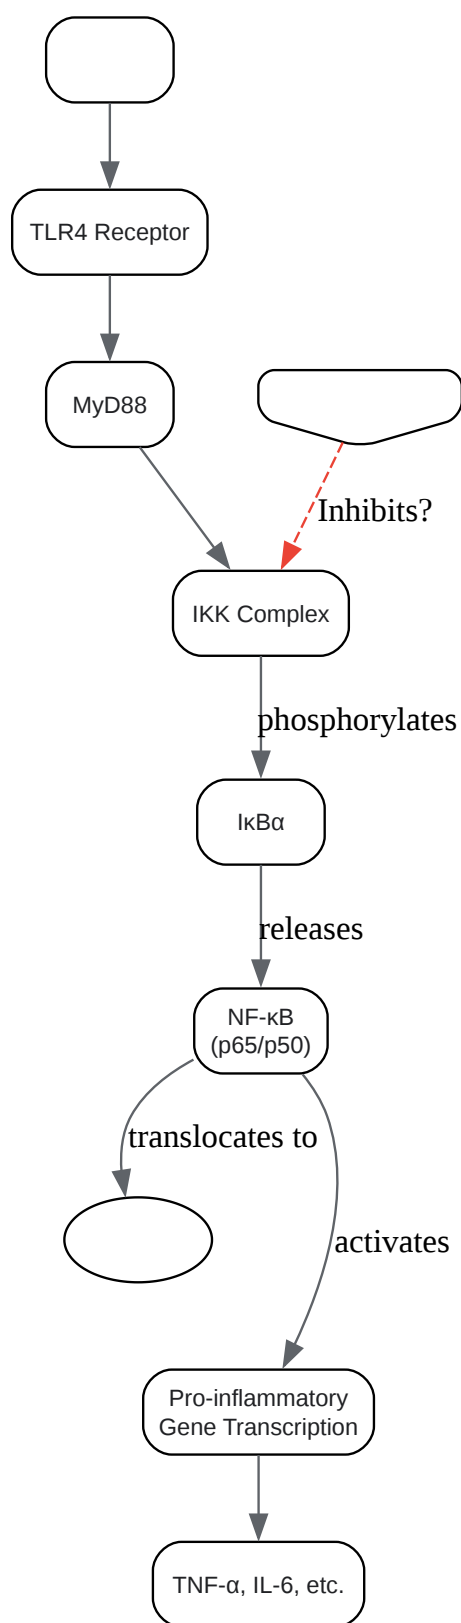 TLR4 Receptor
MyD88
Inhibits?
IKK Complex
phosphorylates
IκBα
releases
NF-κB
(p65/p50)
translocates to
activates
Pro-inflammatory
Gene Transcription
TNF-α, IL-6, etc.